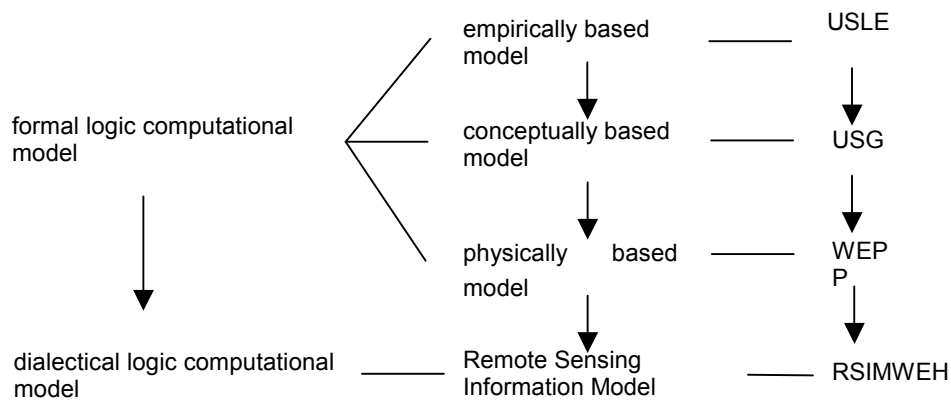 empirically based
model
USLE
formal logic computational
model
conceptually based
model
USG
physically based
model
WEP
P
dialectical logic computational
model
Remote Sensing
Information Model
RSIMWEH